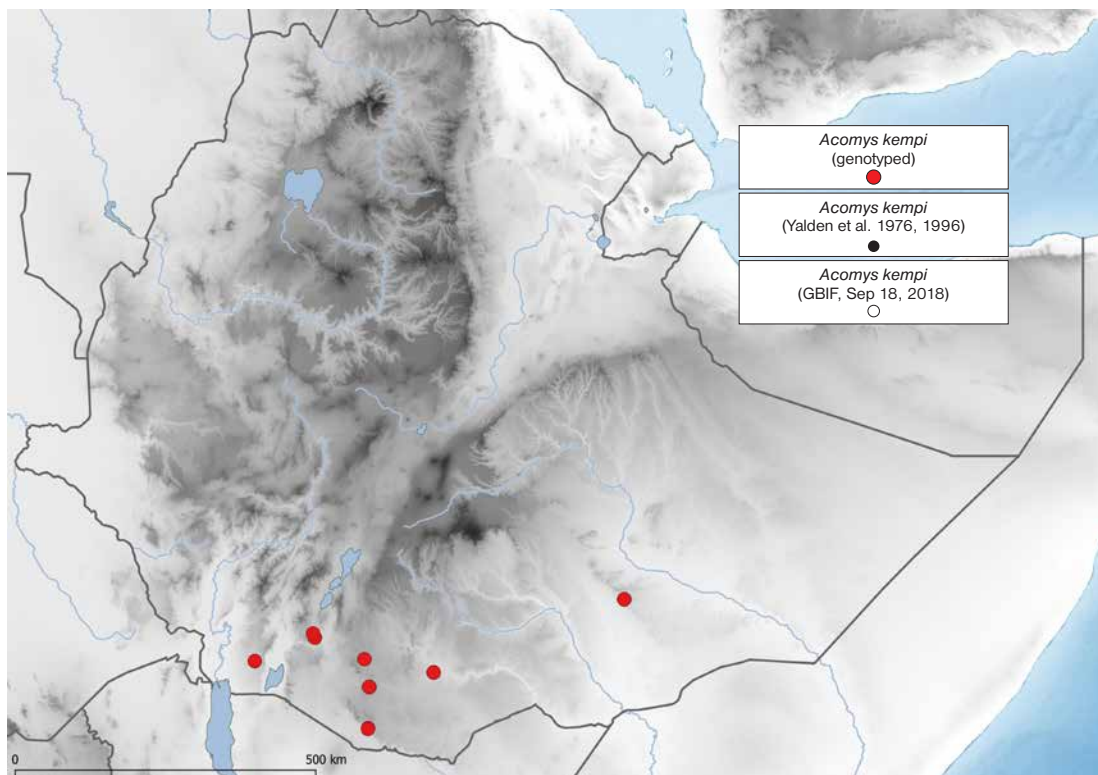 Acomys kempi
(genotyped)
Acomys kempi
(Yalden et al. 1976, 1996)
Acomys kempi
(GBIF, Sep 18, 2018)
0
500 km